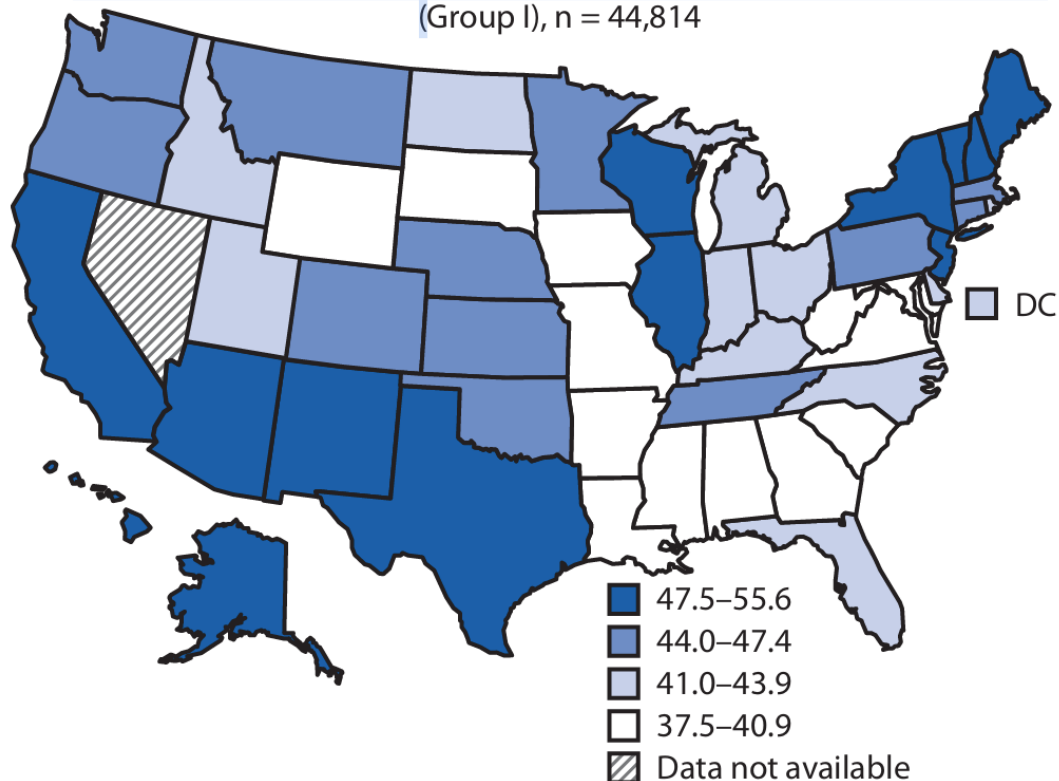 (Group I), n = 44,814
DC
47.5–55.6
44.0–47.4
41.0–43.9
37.5–40.9
Data not available